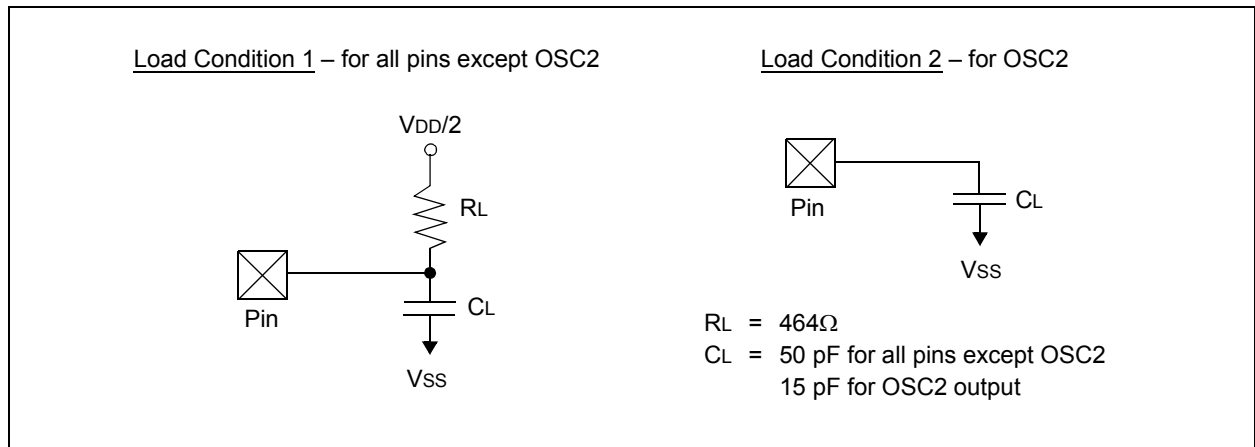 Load Condition 1 – for all pins except OSC2
VDD/2
RL
Pin
CL
VSS
Load Condition 2 – for OSC2
Pin
CL
VSS
RL = 464Ω
CL = 50 pF for all pins except OSC2
15 pF for OSC2 output